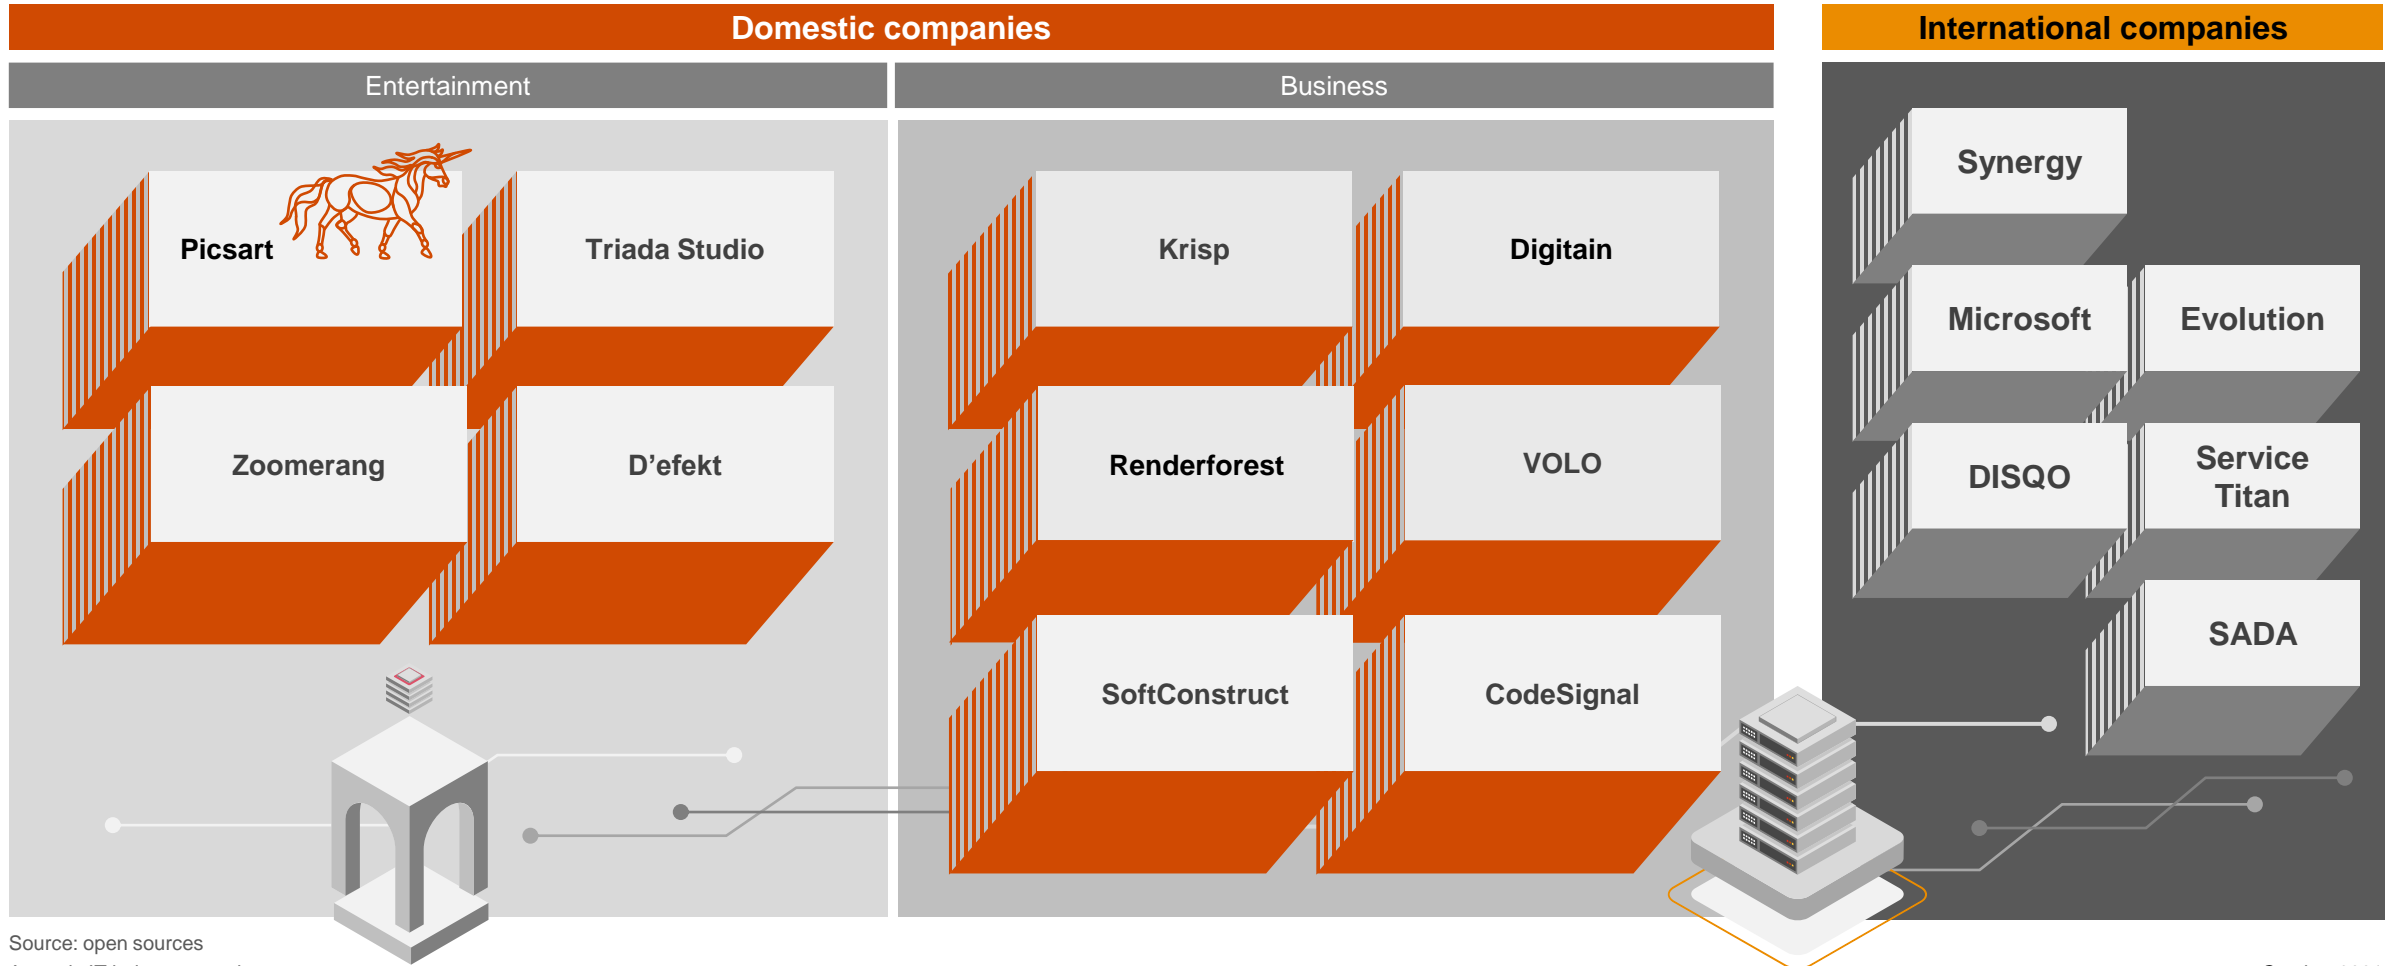 Domestic companies
International companies
Entertainment
Business
Picsart
Triada Studio
Zoomerang
D’efekt
Krisp
Digitain
Renderforest
VOLO
SoftConstruct
CodeSignal
Synergy
Microsoft
Evolution
DISQO
Service
Titan
SADA
Source: open sources